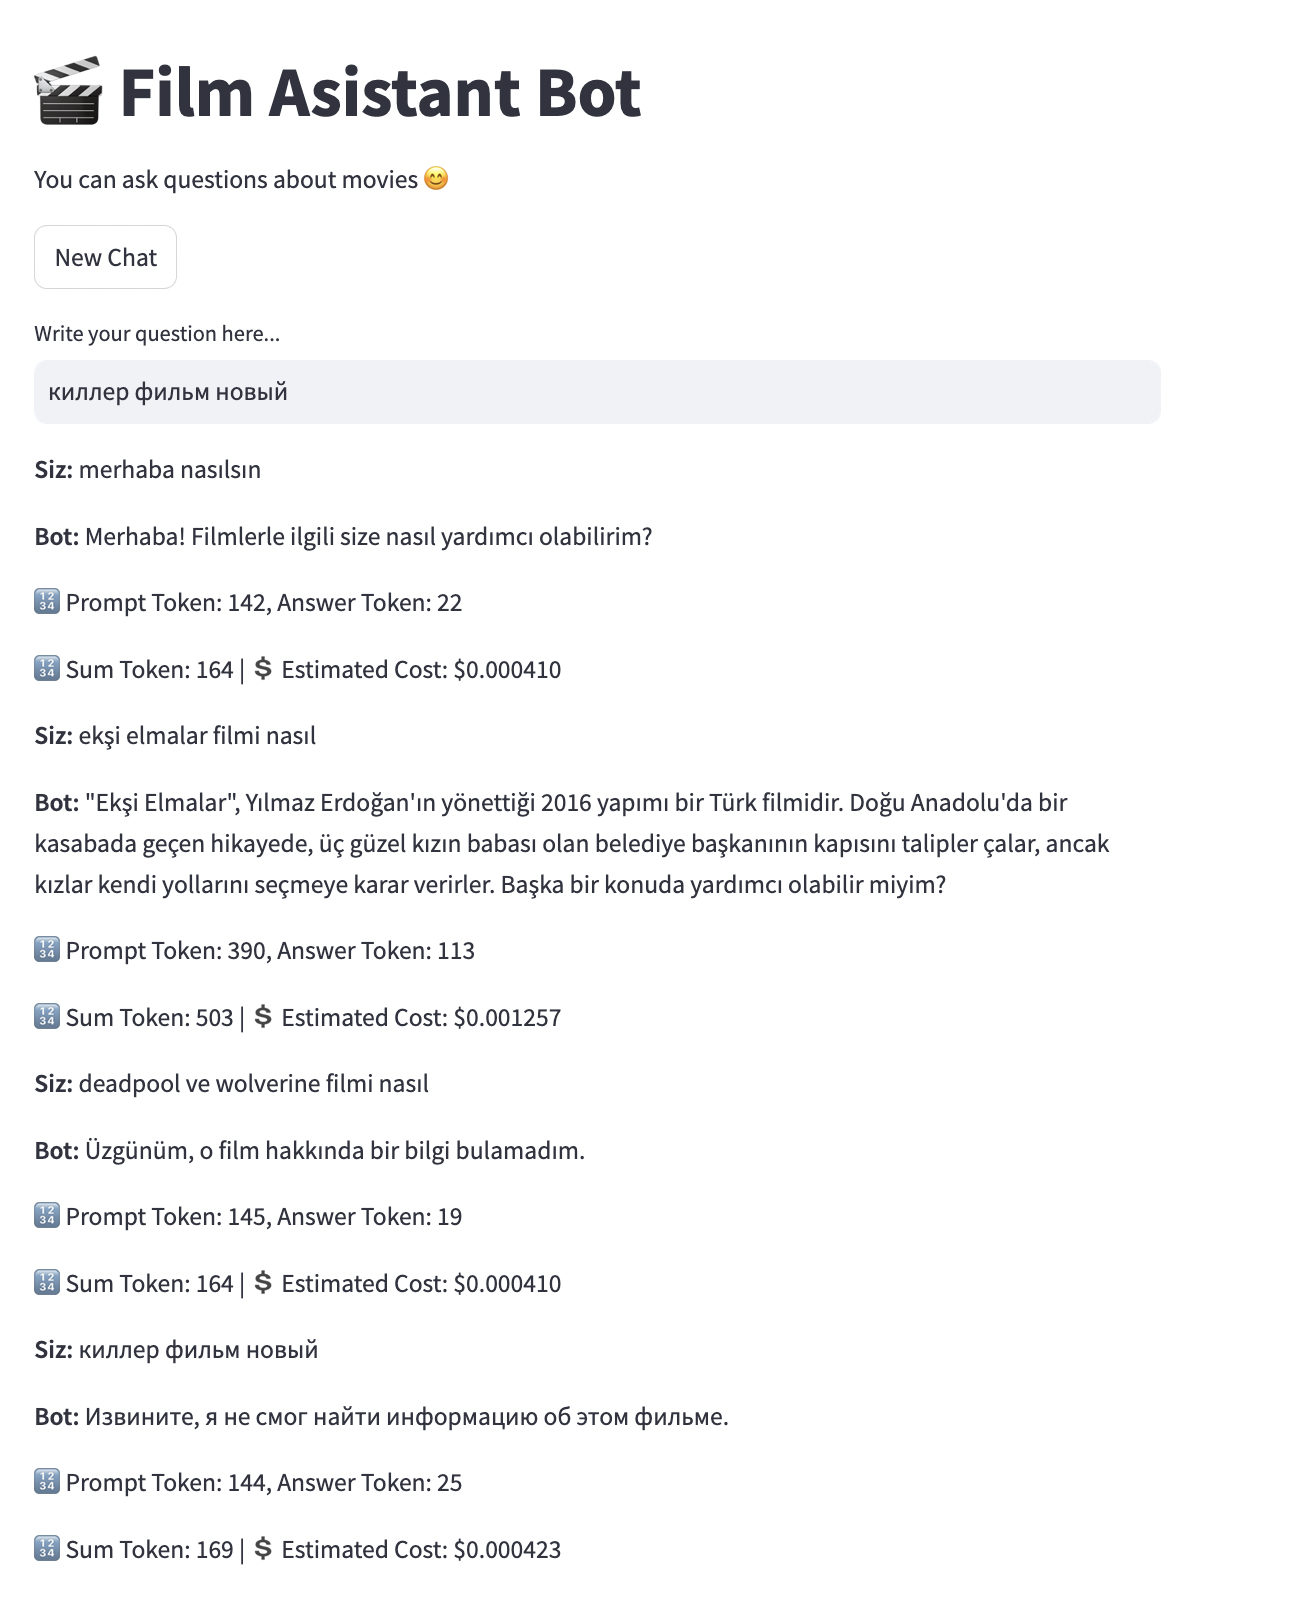 🎬 Film Asistant Bot
You can ask questions about movies 😊
New Chat
Write your question here...
киллер фильм новый
Siz: merhaba nasılsın
Bot: Merhaba! Filmlerle ilgili size nasıl yardımcı olabilirim?
🔢 Prompt Token: 142, Answer Token: 22
🔢 Sum Token: 164 | 💲 Estimated Cost: $0.000410
Siz: ekşi elmalar filmi nasıl
Bot: "Ekşi Elmalar", Yılmaz Erdoğan'ın yönettiği 2016 yapımı bir Türk filmidir. Doğu Anadolu'da bir
kasabada geçen hikayede, üç güzel kızın babası olan belediye başkanının kapısını talipler çalar, ancak
kızlar kendi yollarını seçmeye karar verirler. Başka bir konuda yardımcı olabilir miyim?
🔢 Prompt Token: 390, Answer Token: 113
🔢 Sum Token: 503 | 💲 Estimated Cost: $0.001257
Siz: deadpool ve wolverine filmi nasıl
Bot: Üzgünüm, o film hakkında bir bilgi bulamadım.
🔢 Prompt Token: 145, Answer Token: 19
🔢 Sum Token: 164 | 💲 Estimated Cost: $0.000410
Siz: киллер фильм новый
Bot: Извините, я не смог найти информацию об этом фильме.
🔢 Prompt Token: 144, Answer Token: 25
🔢 Sum Token: 169 | 💲 Estimated Cost: $0.000423